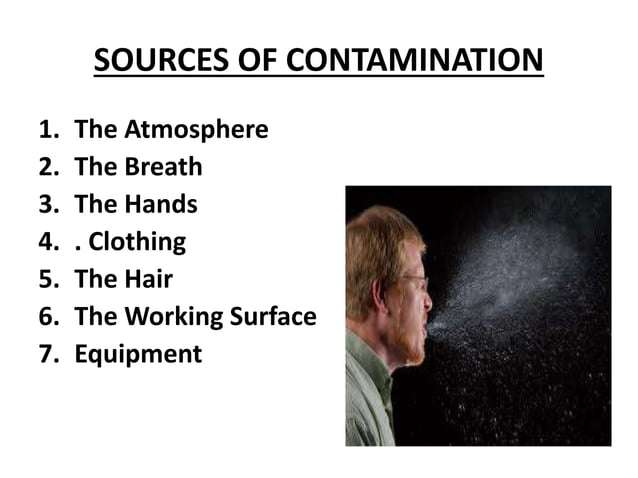 SOURCES OF CONTAMINATION
1. The Atmosphere
2. The Breath
3. The Hands
4. . Clothing
5. The Hair
6. The Working Surface
7. Equipment